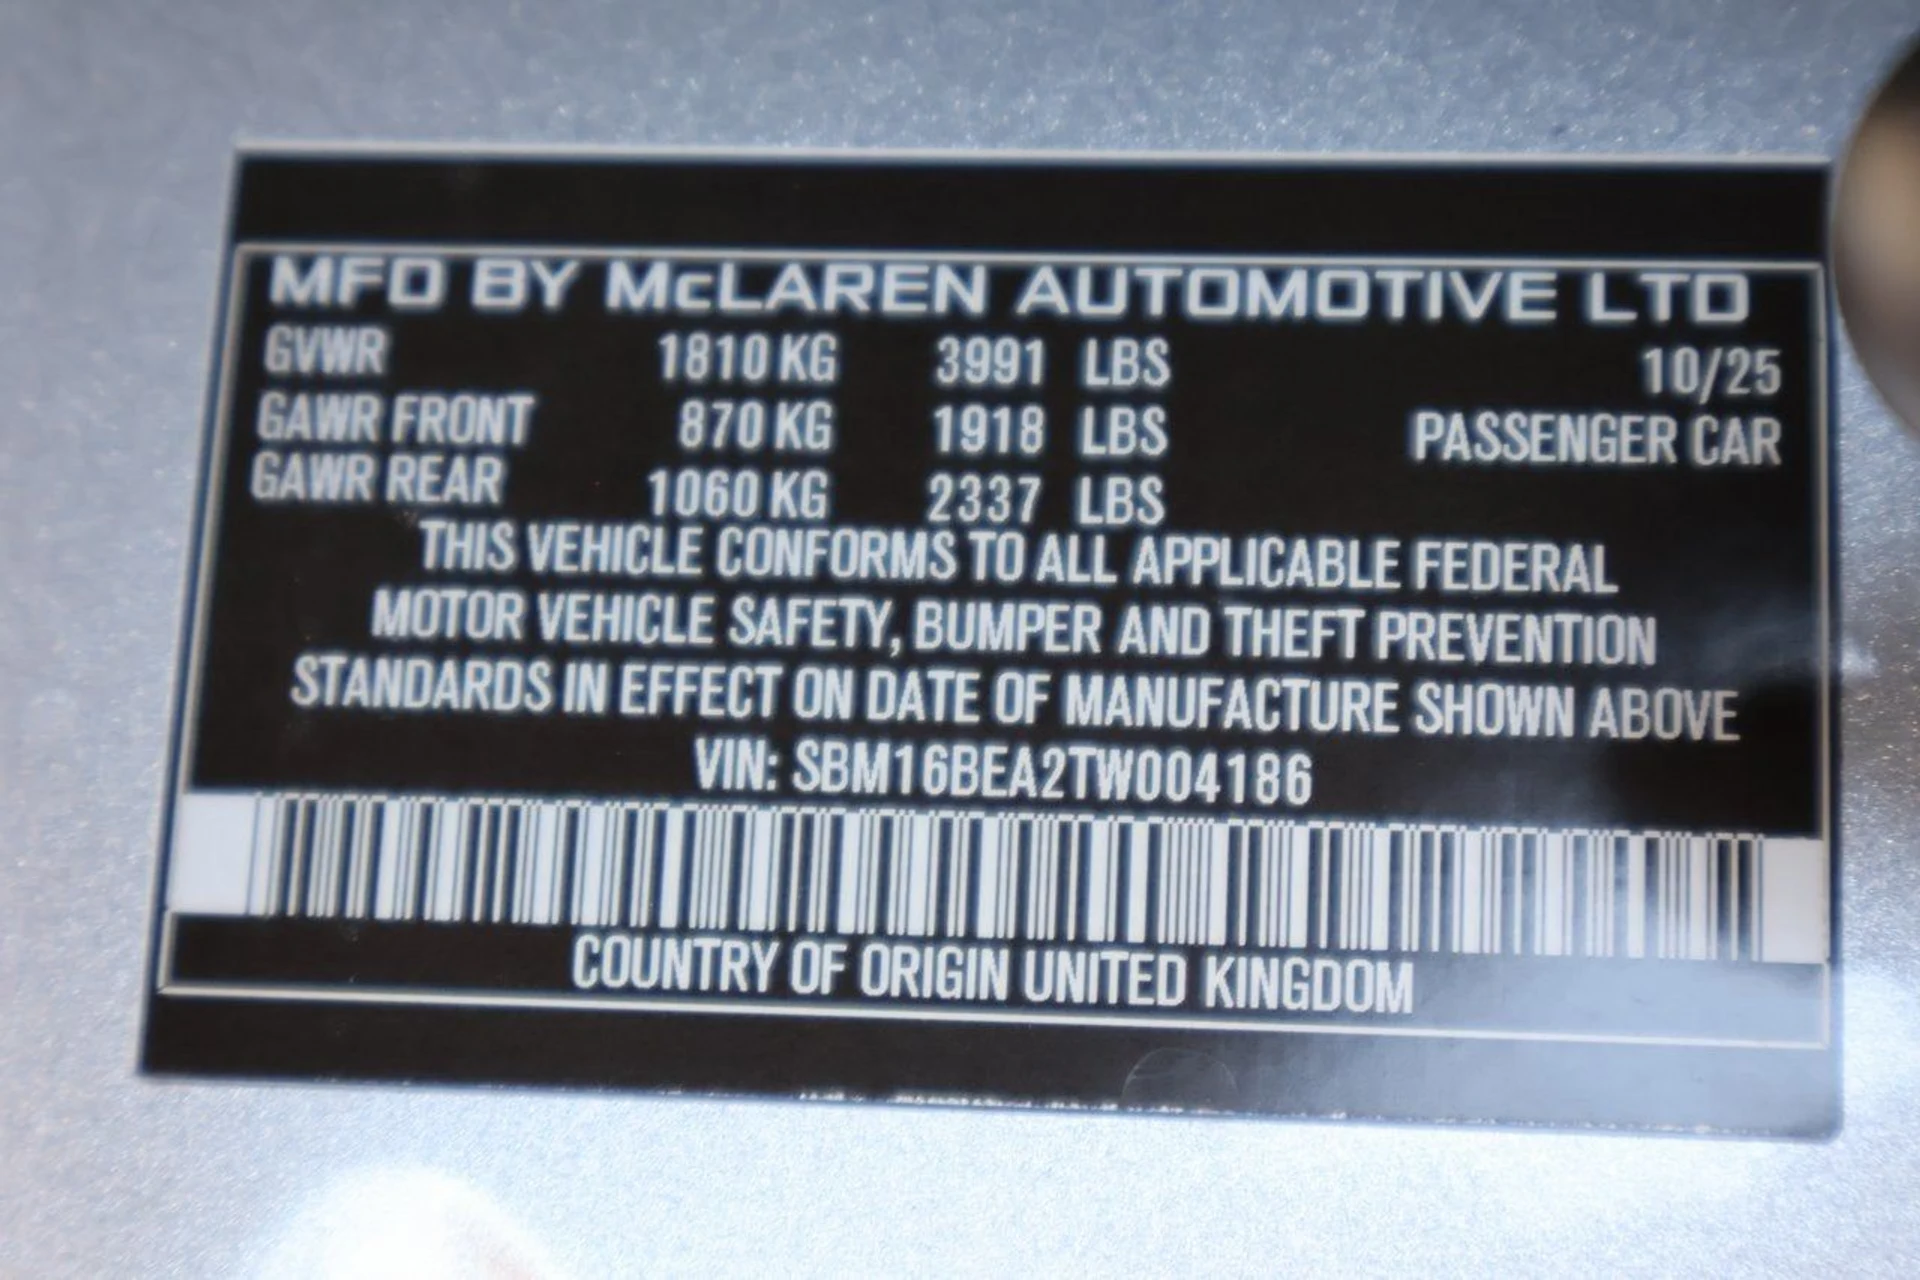 MFD BY McLAREN AUTOMOTIVE LTD
GVWR 1810 KG 3991 LBS 10/25
GAWR FRONT 870 KG 1918 LBS PASSENGER CAR
GAWR REAR 1060 KG 2337 LBS
THIS VEHICLE CONFORMS TO ALL APPLICABLE FEDERAL
MOTOR VEHICLE SAFETY, BUMPER AND THEFT PREVENTION
STANDARDS IN EFFECT ON DATE OF MANUFACTURE SHOWN ABOVE
VIN: SBM16BEA2TW004186
COUNTRY OF ORIGIN UNITED KINGDOM